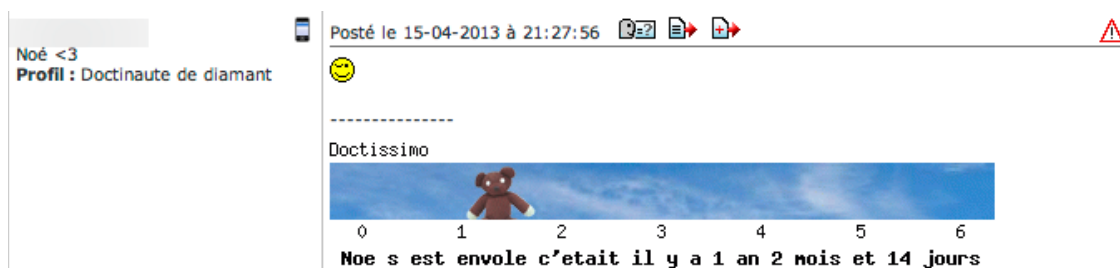 Posté le 15-04-2013 à 21:27:56
Noé <3
Profil : Doctinaute de diamant
---------------
Doctissimo
0 1 2 3 4 5 6
Noe s est envole c'etait il y a 1 an 2 mois et 14 jours